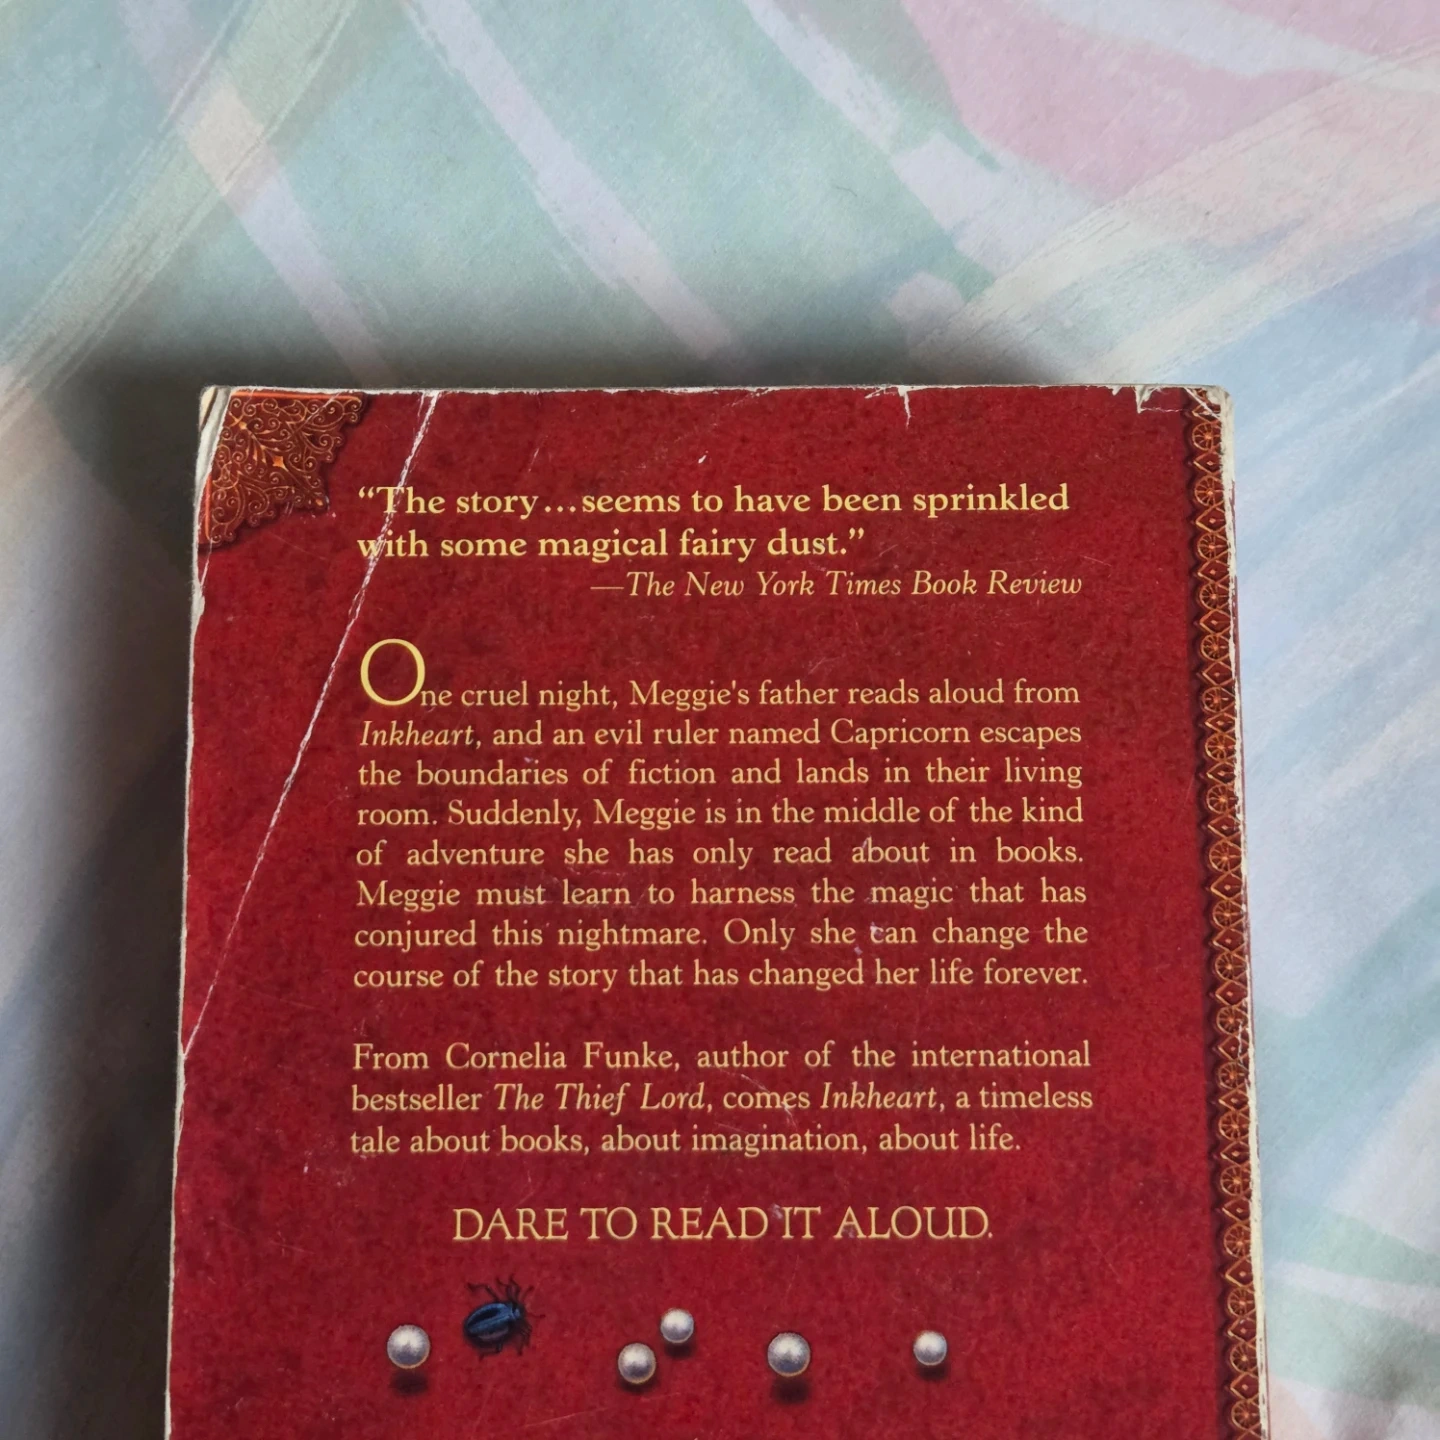 “The story...seems to have been sprinkled
with some magical fairy dust.”
—The New York Times Book Review
One cruel night, Meggie's father reads aloud from
Inkheart, and an evil ruler named Capricorn escapes
the boundaries of fiction and lands in their living
room. Suddenly, Meggie is in the middle of the kind
of adventure she has only read about in books.
Meggie must learn to harness the magic that has
conjured this nightmare. Only she can change the
course of the story that has changed her life forever.
From Cornelia Funke, author of the international
bestseller The Thief Lord, comes Inkheart, a timeless
tale about books, about imagination, about life.
DARE TO READ IT ALOUD.